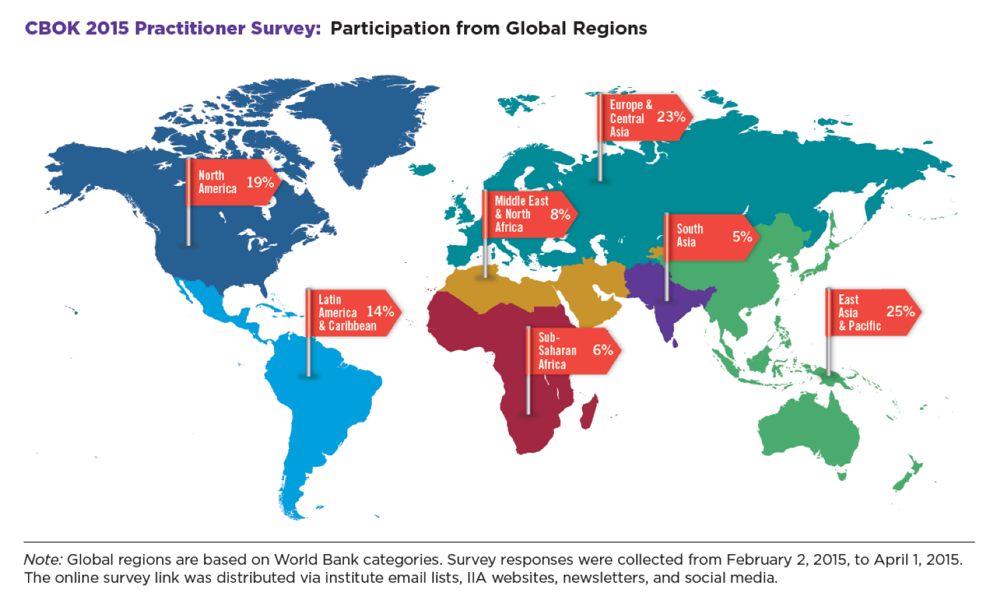 CBOK 2015 Practitioner Survey: Participation from Global Regions
Europe &
Central 23%
Asia
North
America 19%
Middle East
& North 8%
Africa
South
Asia 5%
Latin
America 14%
& Caribbean
East
Asia 25%
& Pacific
Sub-
Saharan 6%
Africa
Note: Global regions are based on World Bank categories. Survey responses were collected from February 2, 2015, to April 1, 2015.
The online survey link was distributed via institute email lists, IIA websites, newsletters, and social media.